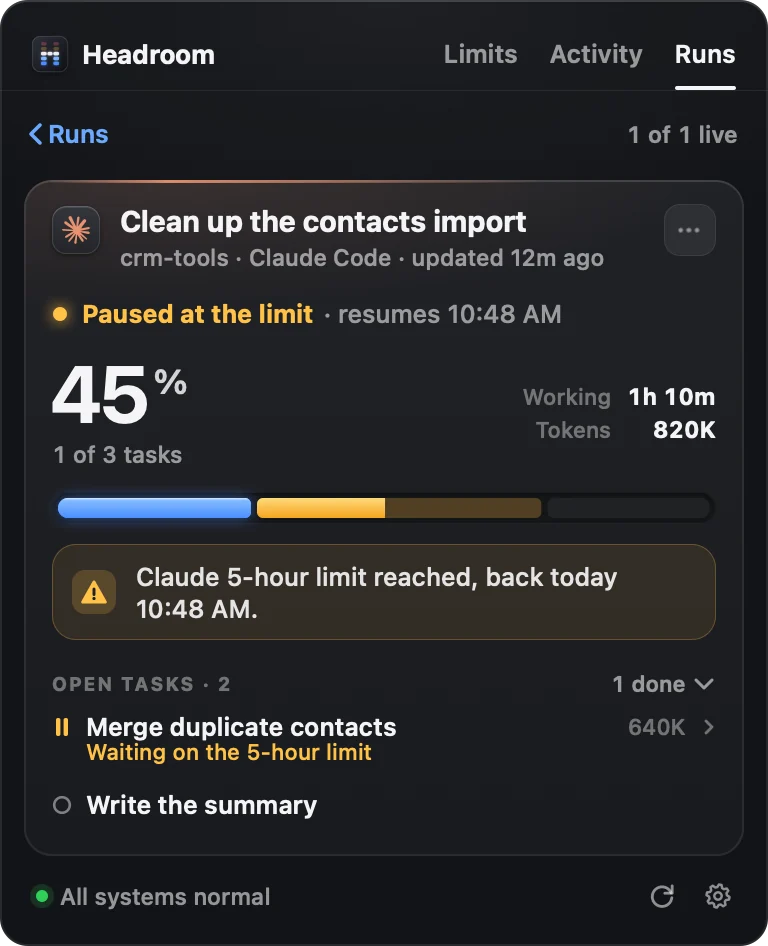 Headroom
Limits
Activity
Runs
Runs
1 of 1 live
Clean up the contacts import
crm-tools · Claude Code · updated 12m ago
Paused at the limit · resumes 10:48 AM
45%
Working 1h 10m
1 of 3 tasks
Tokens 820K
Claude 5-hour limit reached, back today
10:48 AM.
OPEN TASKS · 2
1 done
Merge duplicate contacts
640K
Waiting on the 5-hour limit
Write the summary
All systems normal